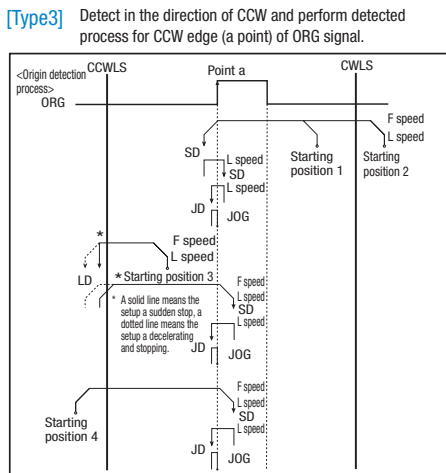 [Type3] Detect in the direction of CCW and perform detected
process for CCW edge (a point) of ORG signal.
<Origin detection
process>
CCWLS
Point a
CWLS
ORG
F speed
L speed
SD
L speed
SD
Starting
position 1
Starting
position 2
L speed
JD
JOG
*
F speed
L speed
LD
* Starting position 3
F speed
* A solid line means the
setup a sudden stop, a
dotted line means the
setup a decelerating
and stopping.
L speed
SD
L speed
JD
JOG
F speed
L speed
SD
Starting
position 4
L speed
JD
JOG